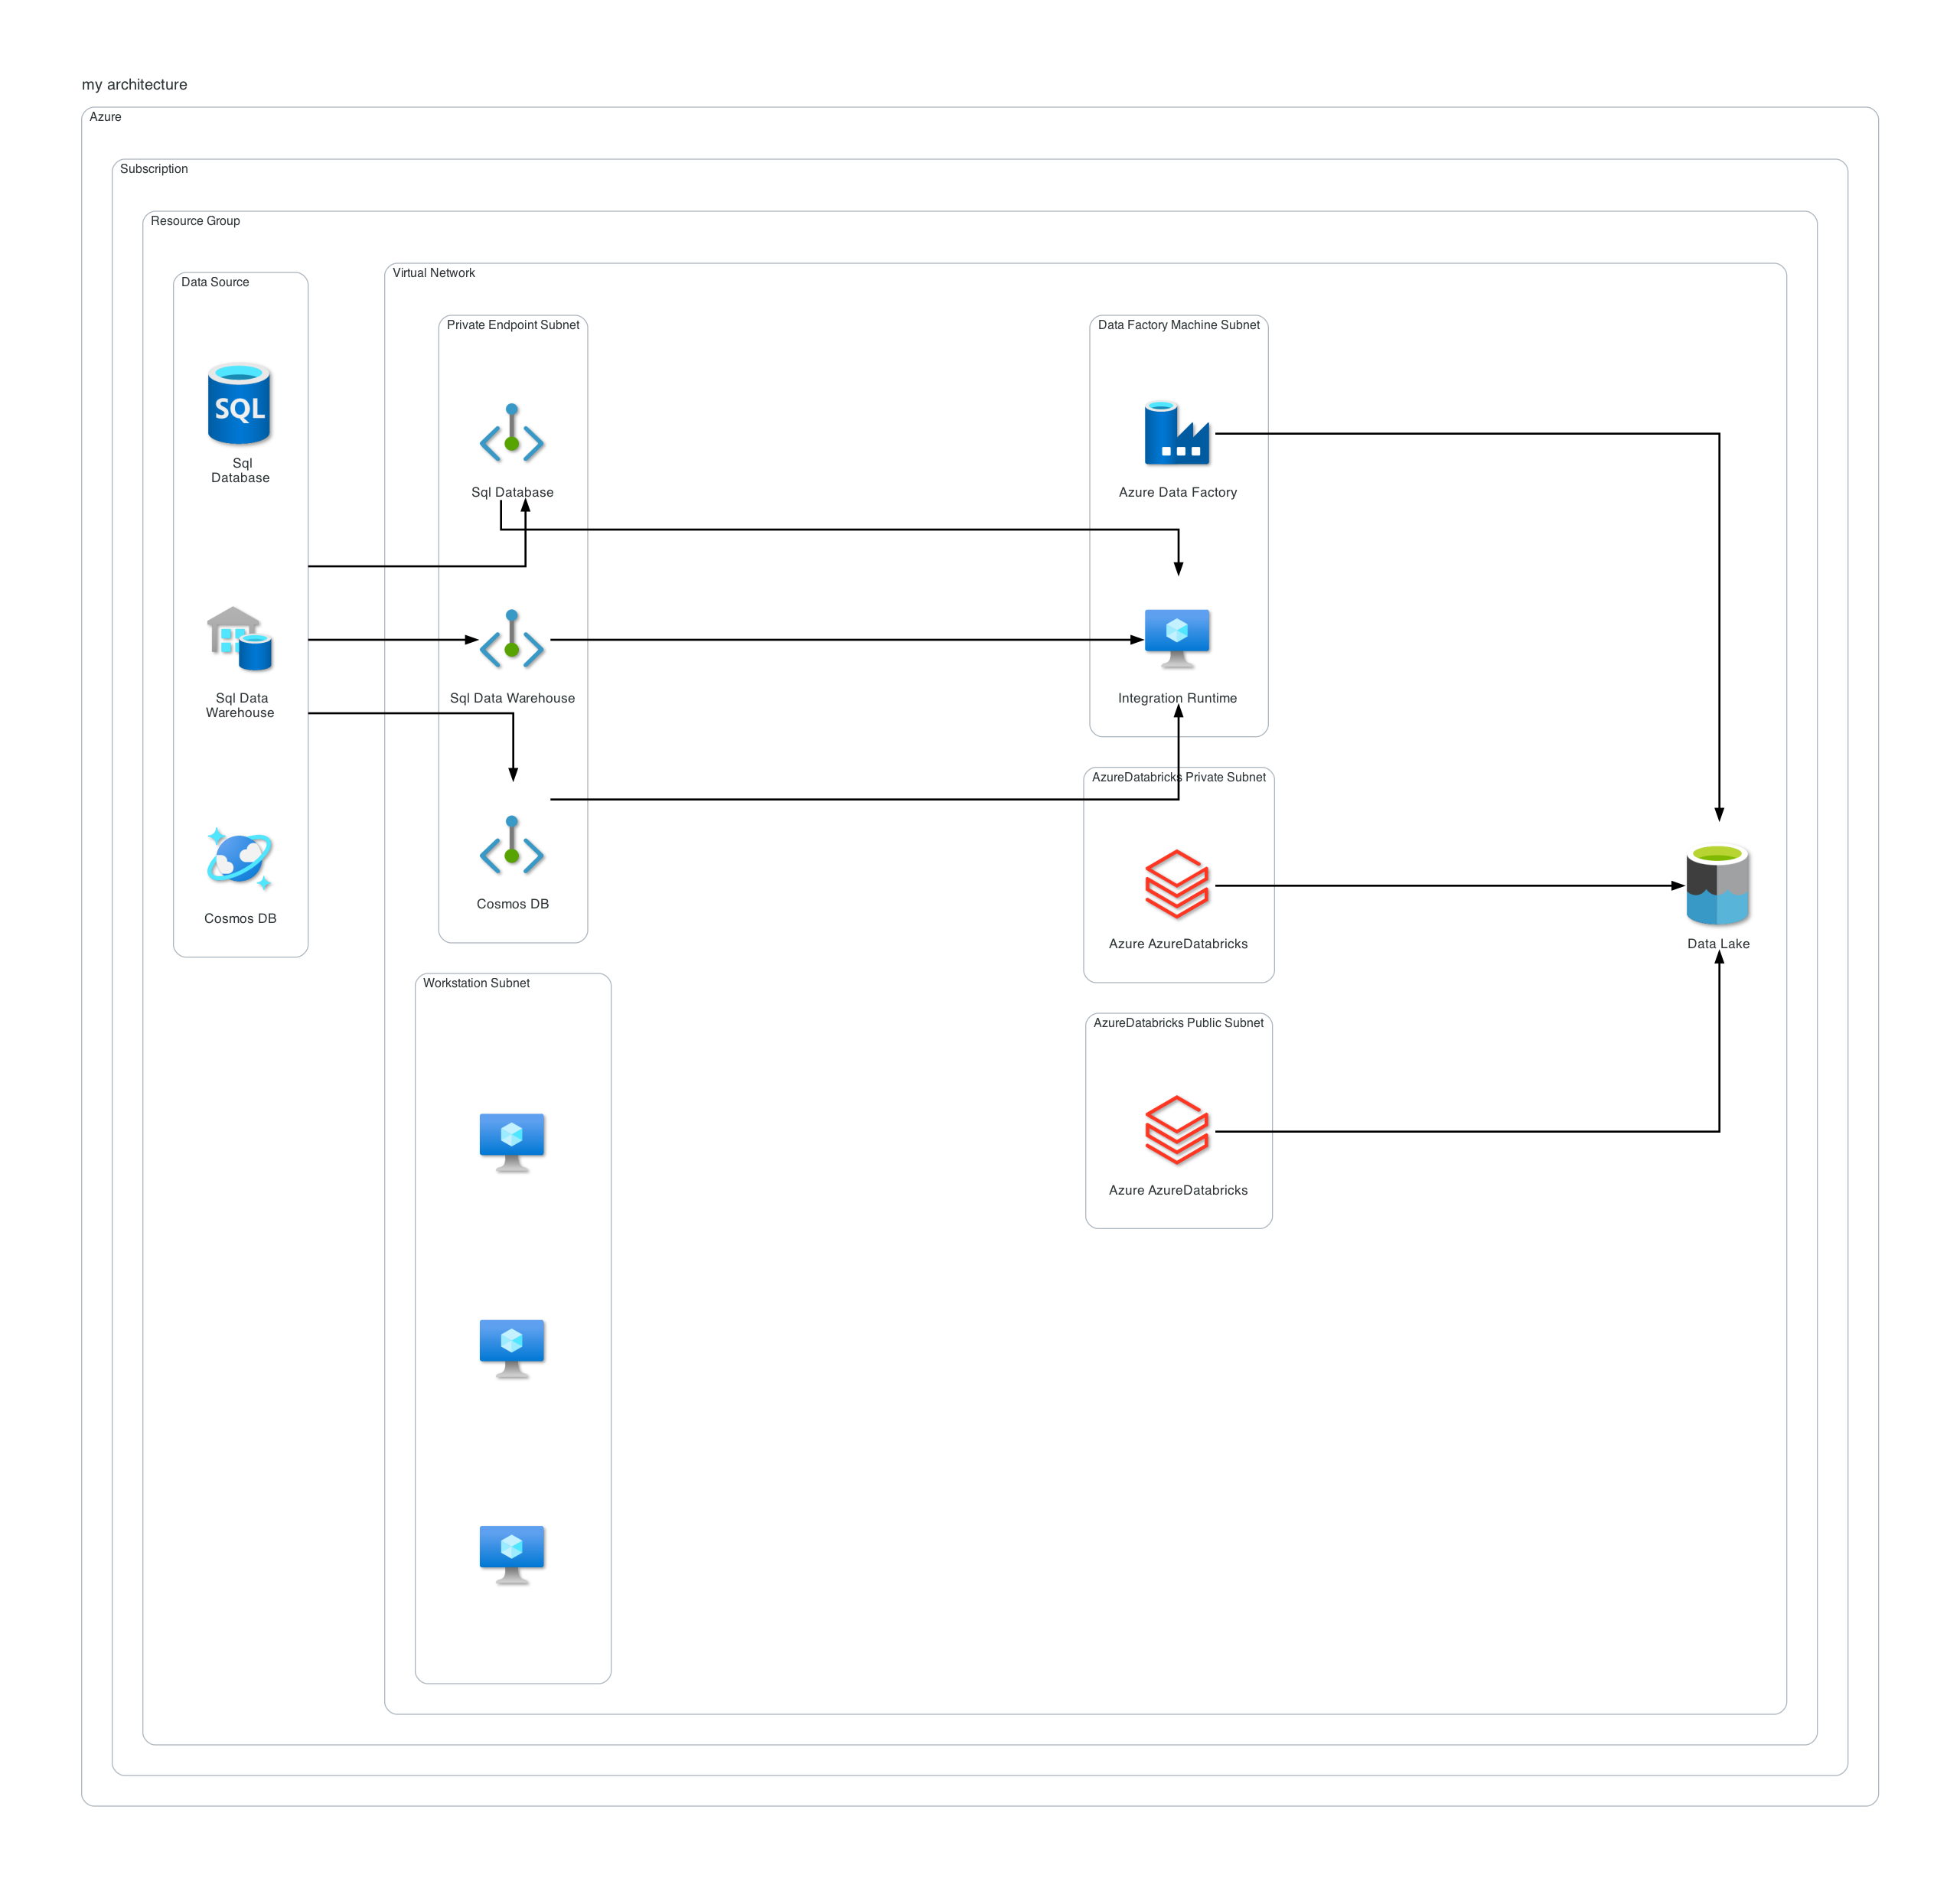 my architecture
Azure
Subscription
Resource Group
Data Source
Virtual Network
Private Endpoint Subnet
Data Factory Machine Subnet
SQL
Sql
Database
Sql Database
Azure Data Factory
Sql Data
Warehouse
Sql Data Warehouse
Integration Runtime
AzureDatabricks Private Subnet
Cosmos DB
Cosmos DB
Azure AzureDatabricks
Data Lake
Workstation Subnet
AzureDatabricks Public Subnet
Azure AzureDatabricks